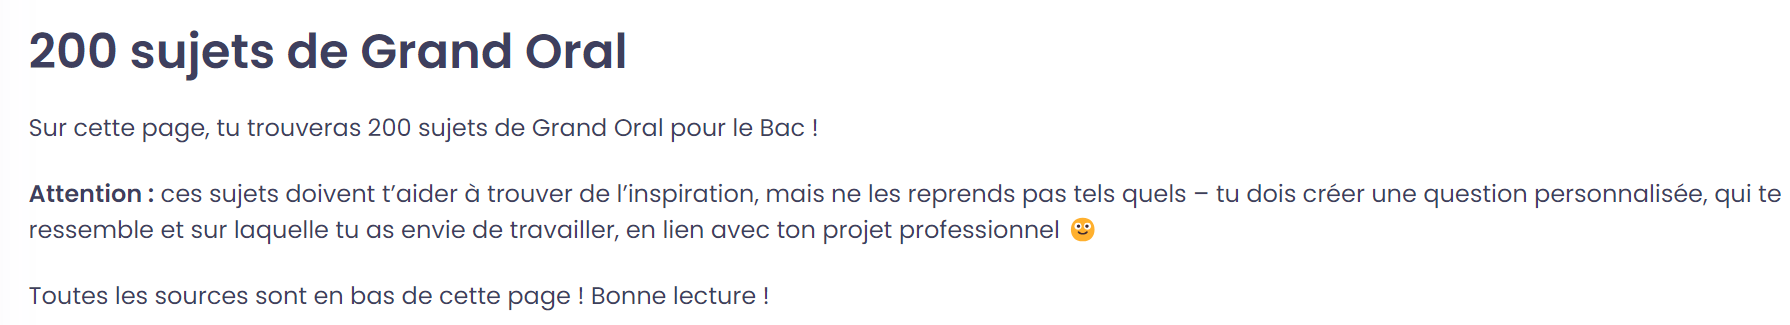 200 sujets de Grand Oral
Sur cette page, tu trouveras 200 sujets de Grand Oral pour le Bac !
Attention : ces sujets doivent t’aider à trouver de l’inspiration, mais ne les reprends pas tels quels – tu dois créer une question personnalisée, qui te
ressemble et sur laquelle tu as envie de travailler, en lien avec ton projet professionnel 🙂
Toutes les sources sont en bas de cette page ! Bonne lecture !